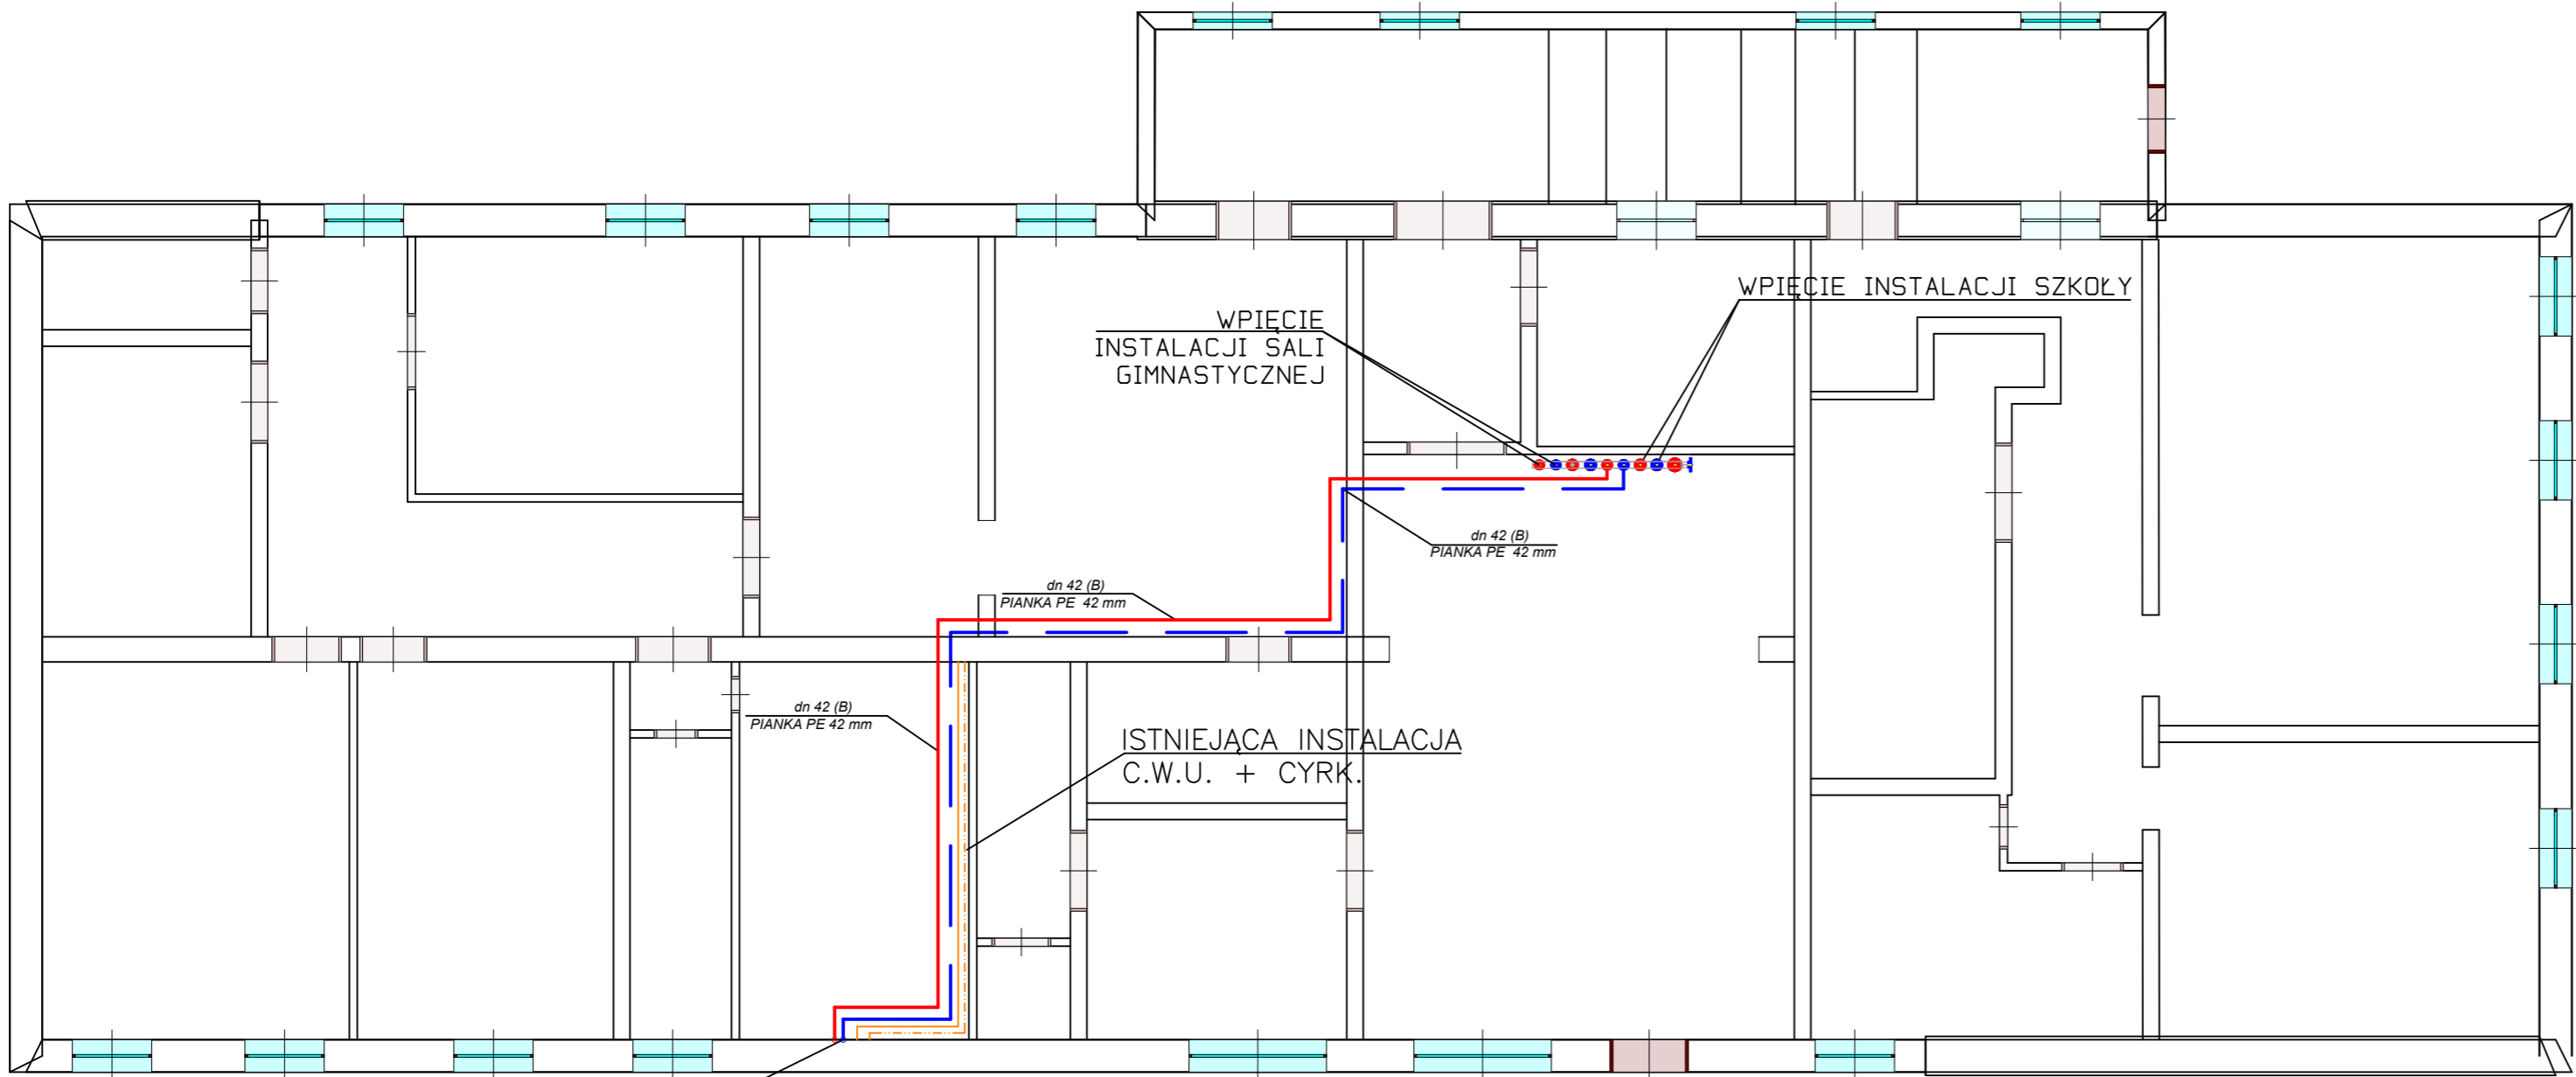 WPIĘCIE INSTALACJI SZKOŁY
WPIĘCIE
INSTALACJI SALI
GIMNASTYCZNEJ
dn 42 (B)
PIANKA PE 42 mm
dn 42 (B)
PIANKA PE 42 mm
dn 42 (B)
PIANKA PE 42 mm
ISTNIEJĄCA INSTALACJA
C.W.U. + CYRK.